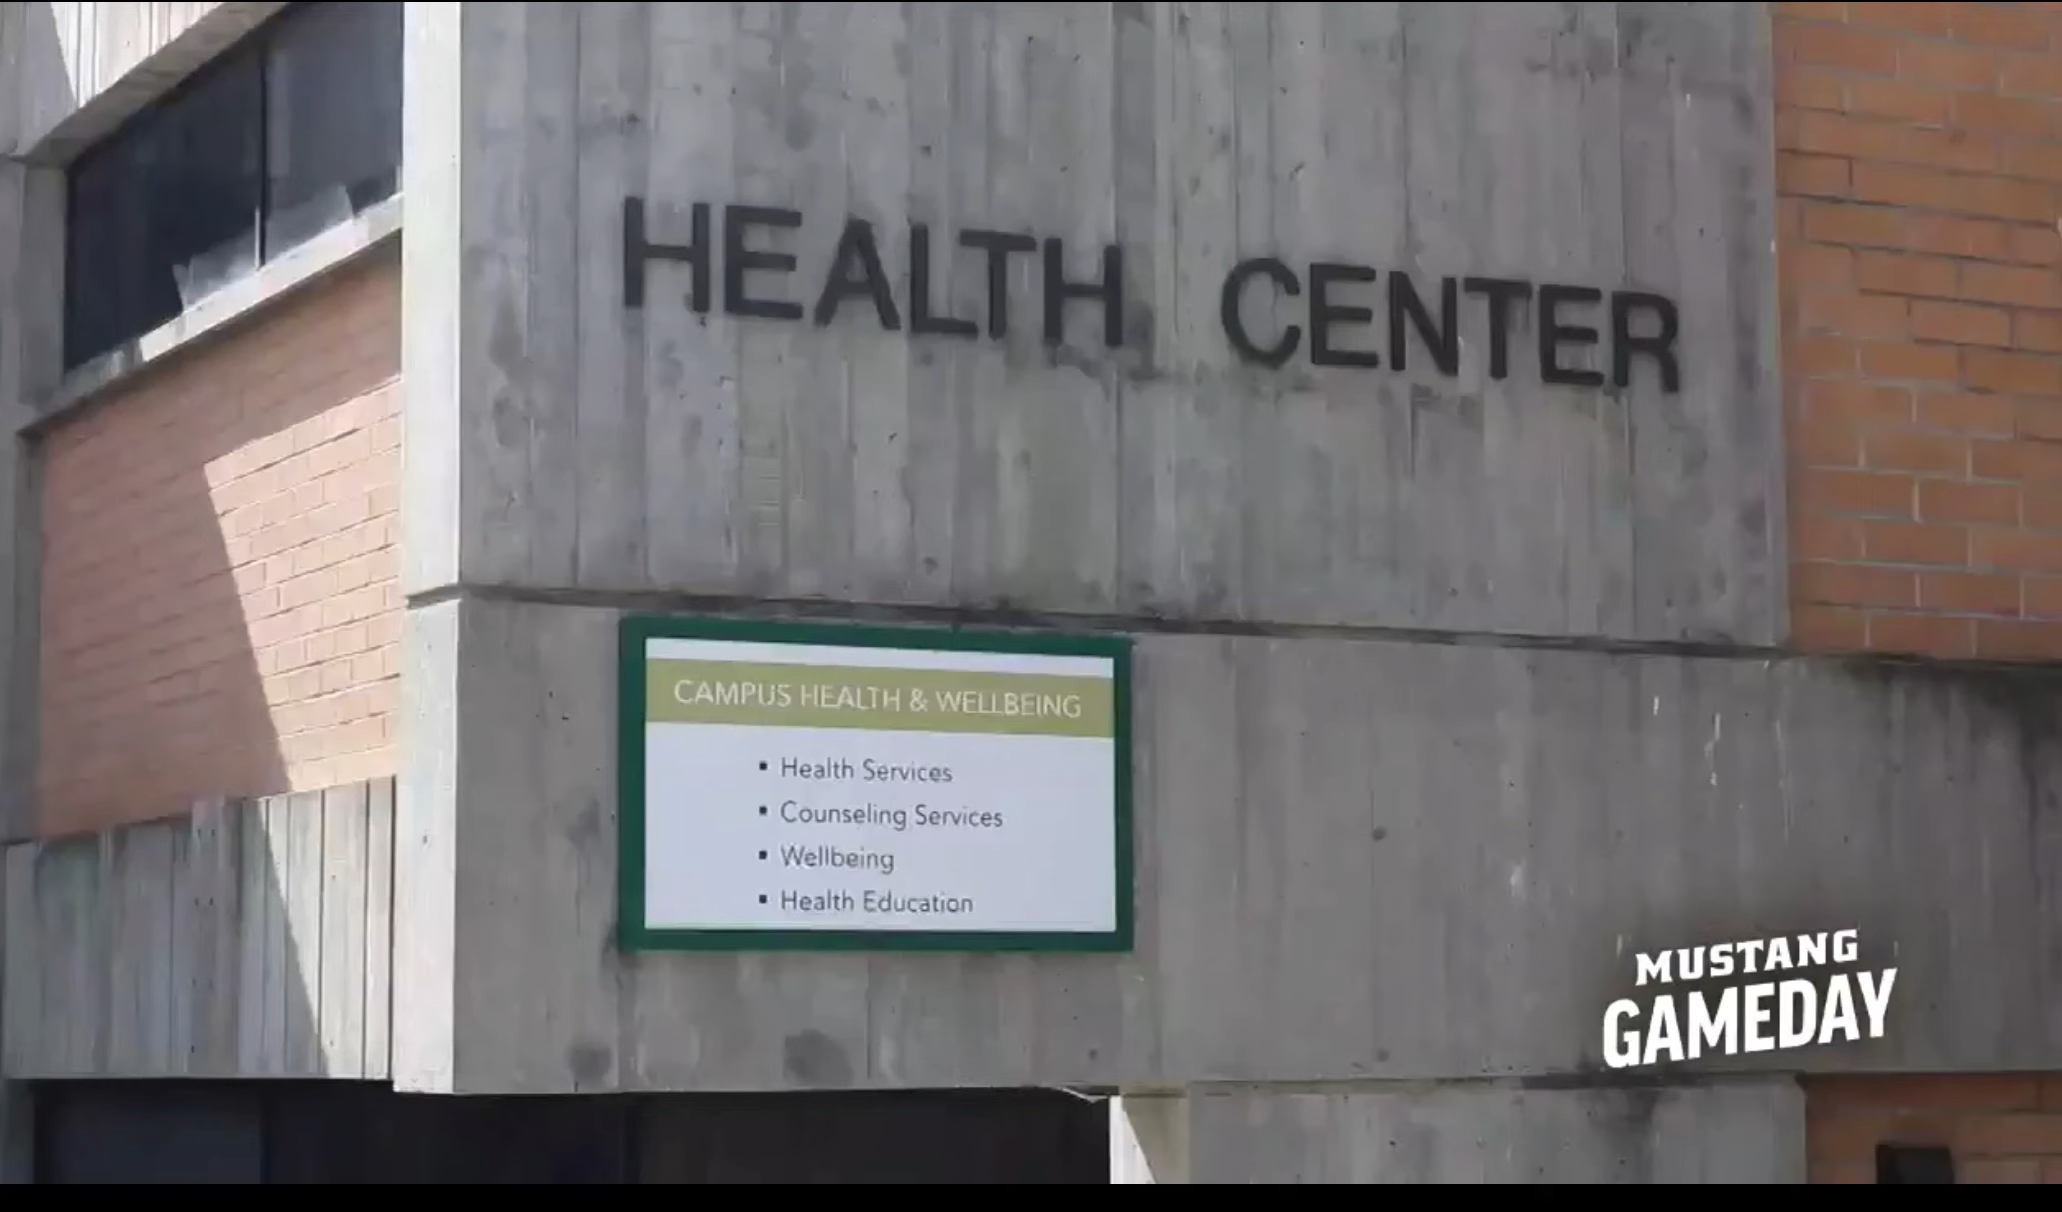 HEALTH CENTER
CAMPUS HEALTH & WELLBEING
▪ Health Services
▪ Counseling Services
▪ Wellbeing
▪ Health Education
MUSTANG
GAMEDAY